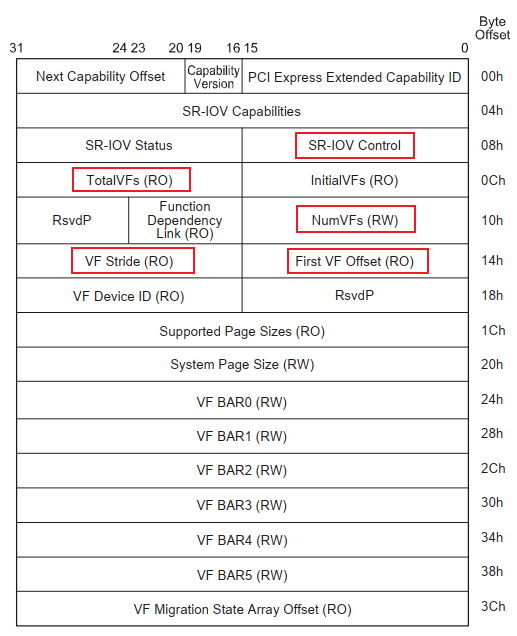 Byte
Offset
31 24 23 20 19 16 15 0
Next Capability Offset Capability Version PCI Express Extended Capability ID 00h
SR-IOV Capabilities 04h
SR-IOV Status SR-IOV Control 08h
TotalVFs (RO) InitialVFs (RO) 0Ch
RsvdP Function Dependency Link (RO) NumVFs (RW) 10h
VF Stride (RO) First VF Offset (RO) 14h
VF Device ID (RO) RsvdP 18h
Supported Page Sizes (RO) 1Ch
System Page Size (RW) 20h
VF BAR0 (RW) 24h
VF BAR1 (RW) 28h
VF BAR2 (RW) 2Ch
VF BAR3 (RW) 30h
VF BAR4 (RW) 34h
VF BAR5 (RW) 38h
VF Migration State Array Offset (RO) 3Ch